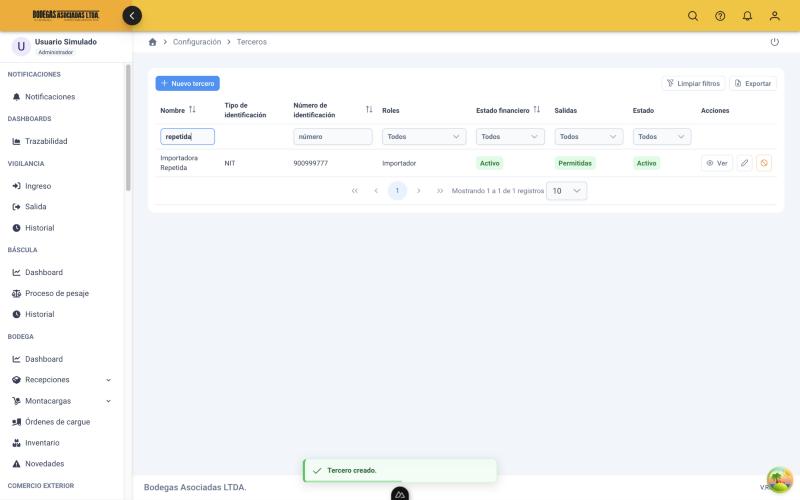 BODEGAS ASOCIADAS LTDA.
U
Usuario Simulado
Administrador
Configuración
Terceros
NOTIFICACIONES
Notificaciones
DASHBOARDS
Trazabilidad
VIGILANCIA
Ingreso
Salida
Historial
BÁSCULA
Dashboard
Proceso de pesaje
Historial
BODEGA
Dashboard
Recepciones
Montacargas
Órdenes de cargue
Inventario
Novedades
COMERCIO EXTERIOR
Nuevo tercero
Limpiar filtros
Exportar
Nombre
Tipo de identificación
Número de identificación
Roles
Estado financiero
Salidas
Estado
Acciones
repetida
número
Todos
Todos
Todos
Todos
Importadora Repetida
NIT
900999777
Importador
Activo
Permitidas
Activo
Ver
1
Mostrando 1 a 1 de 1 registros
10
Tercero creado.
Bodegas Asociadas LTDA.